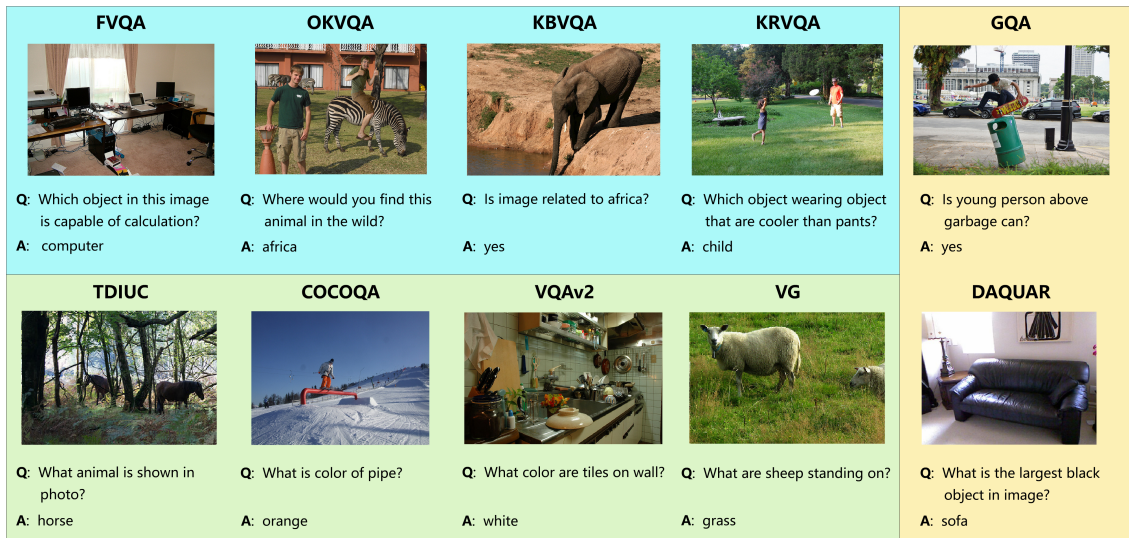 FVQA
OKVQA
KBVQA
KRVQA
GQA
Q: Which object in this image
is capable of calculation?
A: computer
Q: Where would you find this
animal in the wild?
A: africa
Q: Is image related to africa?
A: yes
Q: Which object wearing object
that are cooler than pants?
A: child
Q: Is young person above
garbage can?
A: yes
TDIUC
COCOQA
VQAv2
VG
DAQUAR
Q: What animal is shown in
photo?
A: horse
Q: What is color of pipe?
A: orange
Q: What color are tiles on wall?
A: white
Q: What are sheep standing on?
A: grass
Q: What is the largest black
object in image?
A: sofa